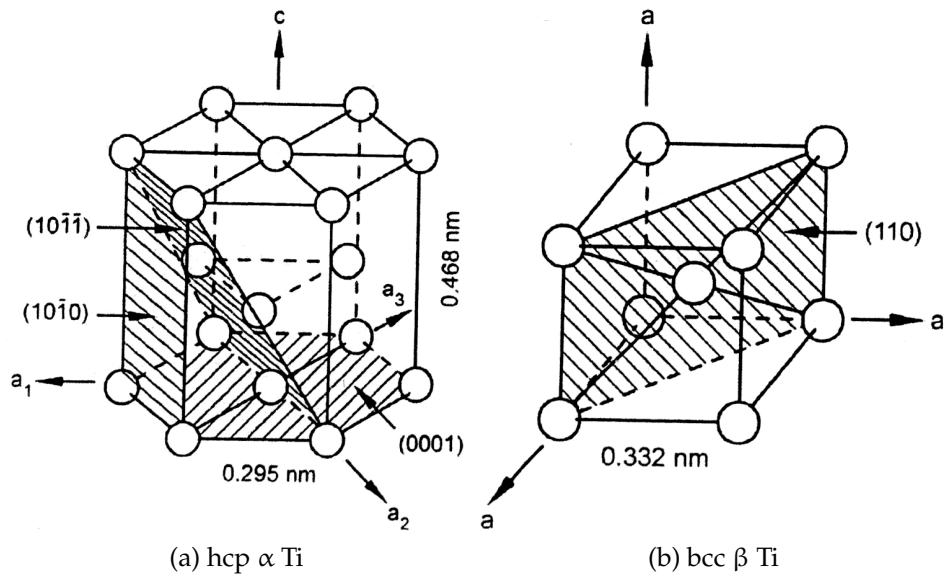 c
(101̄1̄)
(101̄0)
a₁
a₃
0.468 nm
(0001)
0.295 nm
a₂
(a) hcp α Ti
a
(110)
a
0.332 nm
a
(b) bcc β Ti